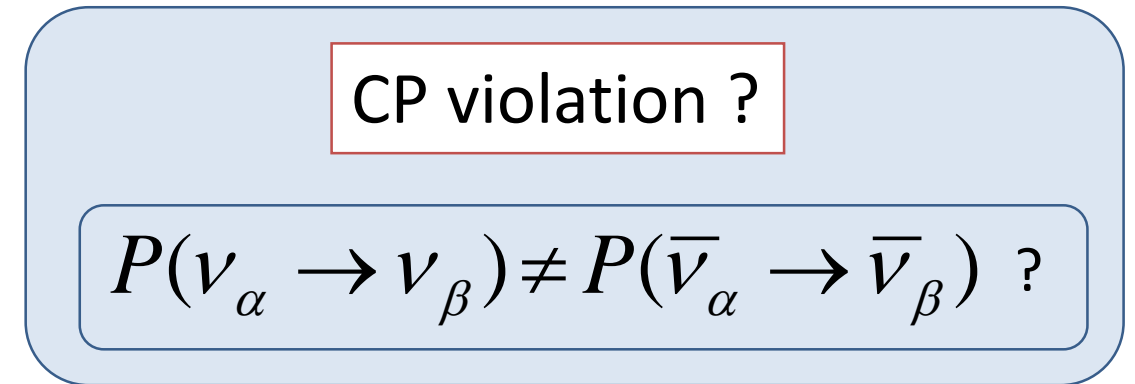 CP violation ?
P(ν_α → ν_β) ≠ P(ν̅_α → ν̅_β) ?